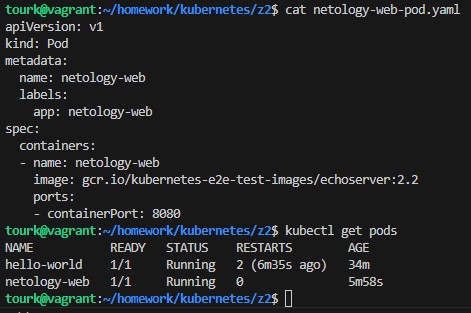 tourk@vagrant:~/homework/kubernetes/z2$ cat netology-web-pod.yaml
apiVersion: v1
kind: Pod
metadata:
  name: netology-web
  labels:
    app: netology-web
spec:
  containers:
  - name: netology-web
    image: gcr.io/kubernetes-e2e-test-images/echoserver:2.2
    ports:
    - containerPort: 8080
tourk@vagrant:~/homework/kubernetes/z2$ kubectl get pods
NAME           READY   STATUS    RESTARTS        AGE
hello-world    1/1     Running   2 (6m35s ago)   34m
netology-web   1/1     Running   0               5m58s
tourk@vagrant:~/homework/kubernetes/z2$